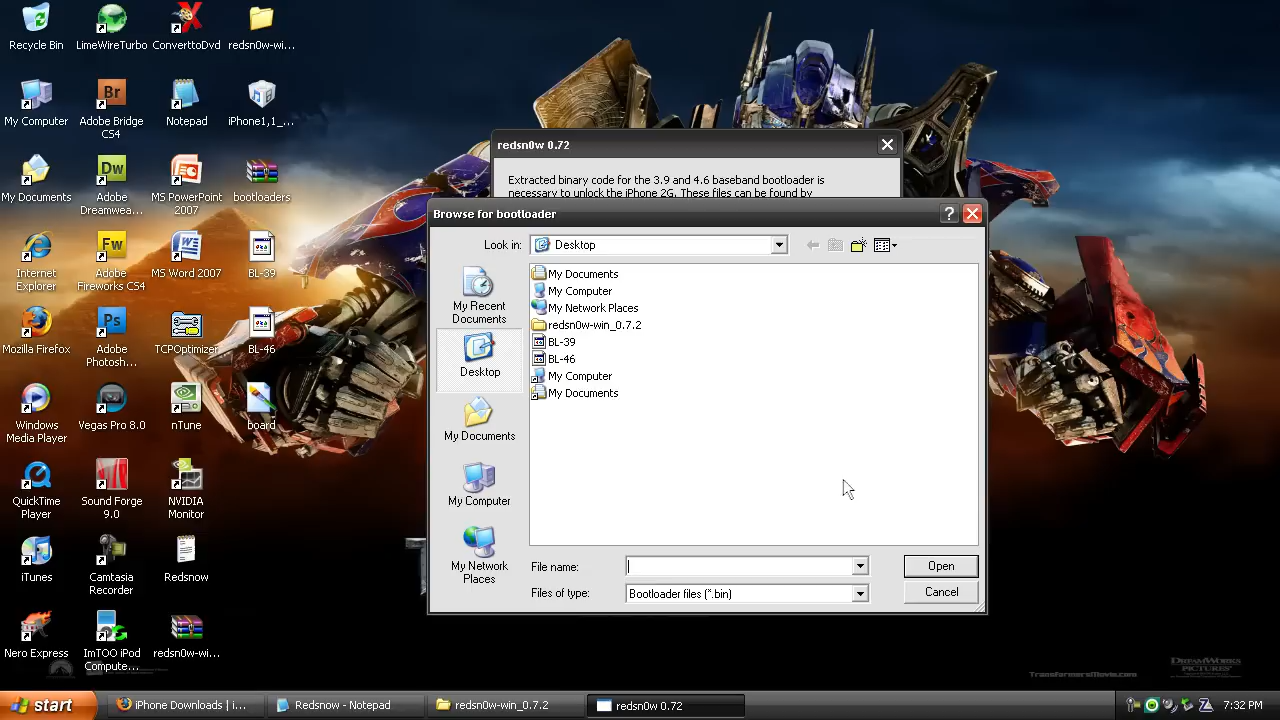 Recycle Bin
LimeWireTurbo
ConverttoDvd
redsn0w-wi...
My Computer
Adobe Bridge
CS4
Notepad
iPhone1,1_...
My Documents
Adobe
Dreamwea...
MS PowerPoint
2007
bootloaders
Internet
Explorer
Adobe
Fireworks CS4
MS Word 2007
BL-39
Mozilla Firefox
Adobe
Photosh...
TCPOptimizer
BL-46
Windows
Media Player
Vegas Pro 8.0
nTune
board
QuickTime
Player
Sound Forge
9.0
NVIDIA
Monitor
iTunes
Camtasia
Recorder
Redsnow
Nero Express
ImTOO iPod
Compute...
redsn0w-wi...
redsn0w 0.72
Extracted binary code for the 3.9 and 4.6 baseband bootloader is
necessary to unlock the iPhone 2G. These files can be found by
Browse for bootloader
?
Look in:
Desktop
My Recent
Documents
Desktop
My Documents
My Computer
My Network
Places
My Documents
My Computer
My Network Places
redsn0w-win_0.7.2
BL-39
BL-46
My Computer
My Documents
File name:
Open
Files of type:
Bootloader files (*.bin)
Cancel
TransformersMovie.com
DREAMWORKS
PICTURES
start
iPhone Downloads | i...
Redsnow - Notepad
_0.7.2
redsn0w 0.72
7:32 PM